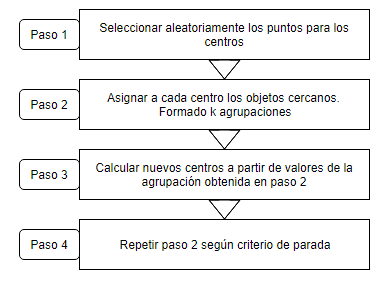 Paso 1
Seleccionar aleatoriamente los puntos para los
centros
Paso 2
Asignar a cada centro los objetos cercanos.
Formado k agrupaciones
Paso 3
Calcular nuevos centros a partir de valores de la
agrupación obtenida en paso 2
Paso 4
Repetir paso 2 según criterio de parada